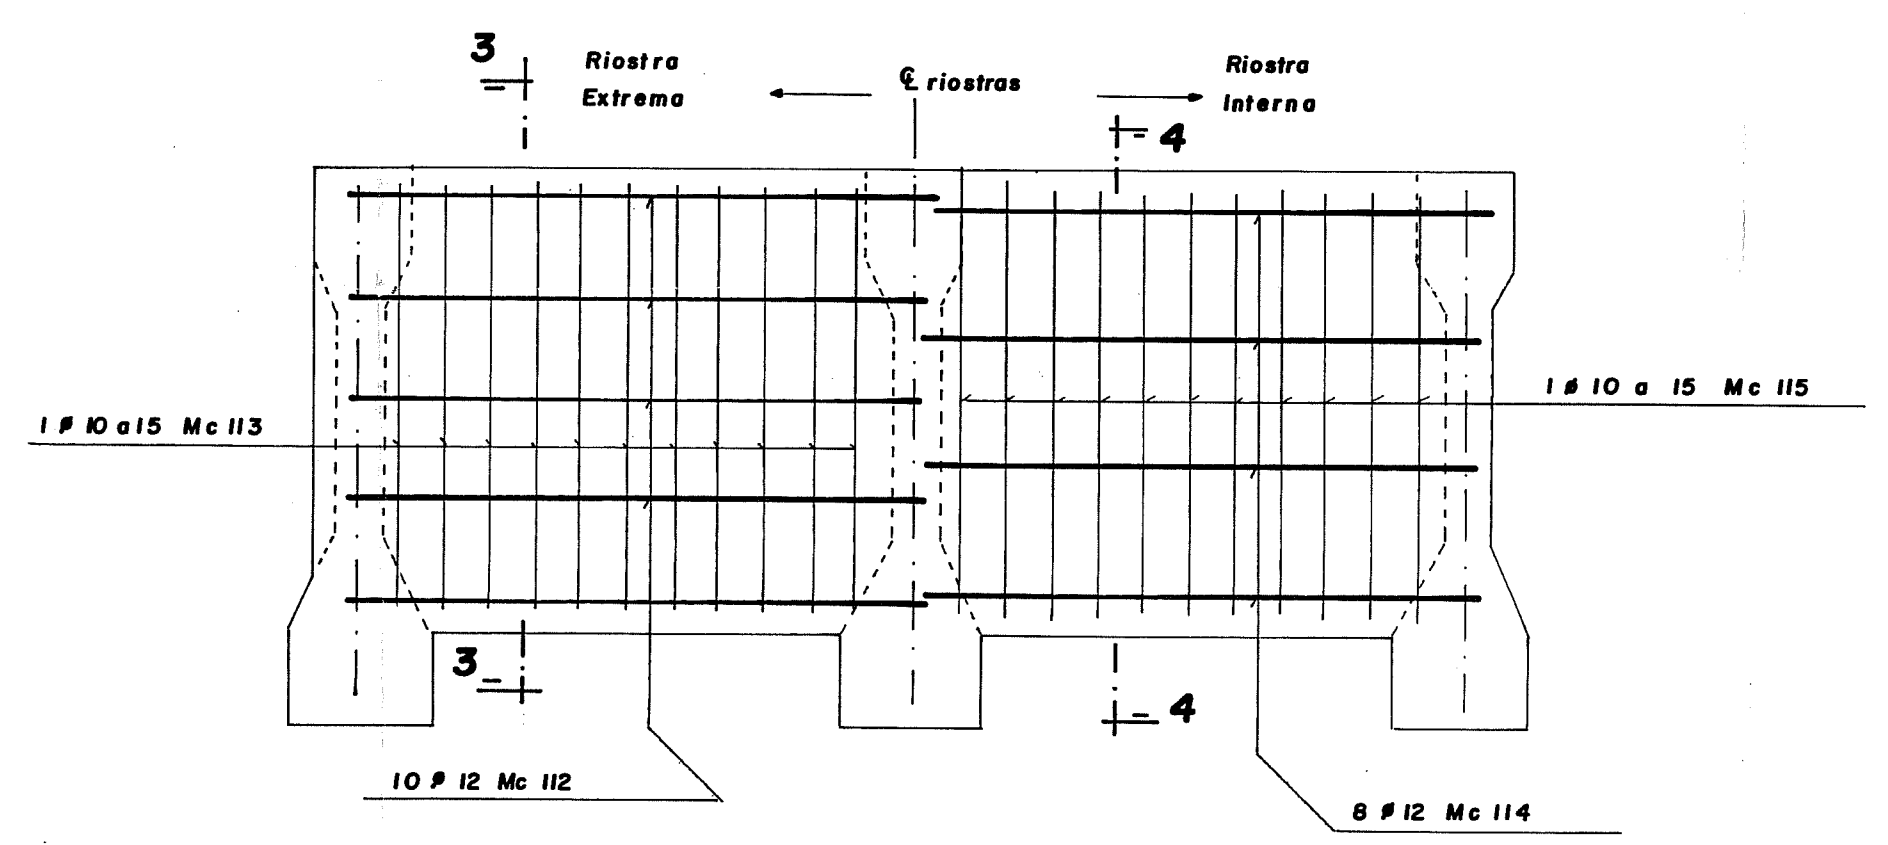 3
Riostra
Extrema
℄ riostras
Riostra
Interna
4
1 ø 10 a 15 Mc 115
1 ø 10 a 15 Mc 113
3
4
10 ø 12 Mc 112
8 ø 12 Mc 114